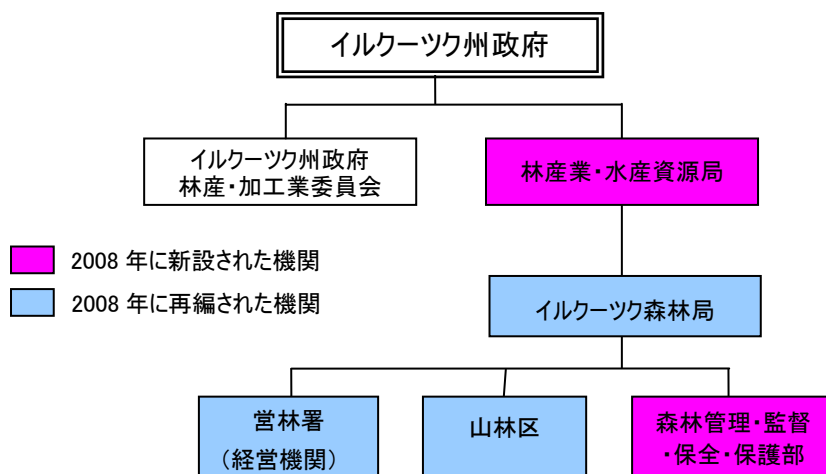 イルクーツク州政府
イルクーツク州政府
林産・加工業委員会
林産業・水産資源局
2008 年に新設された機関
2008 年に再編された機関
イルクーツク森林局
営林署
（経営機関）
山林区
森林管理・監督
・保全・保護部